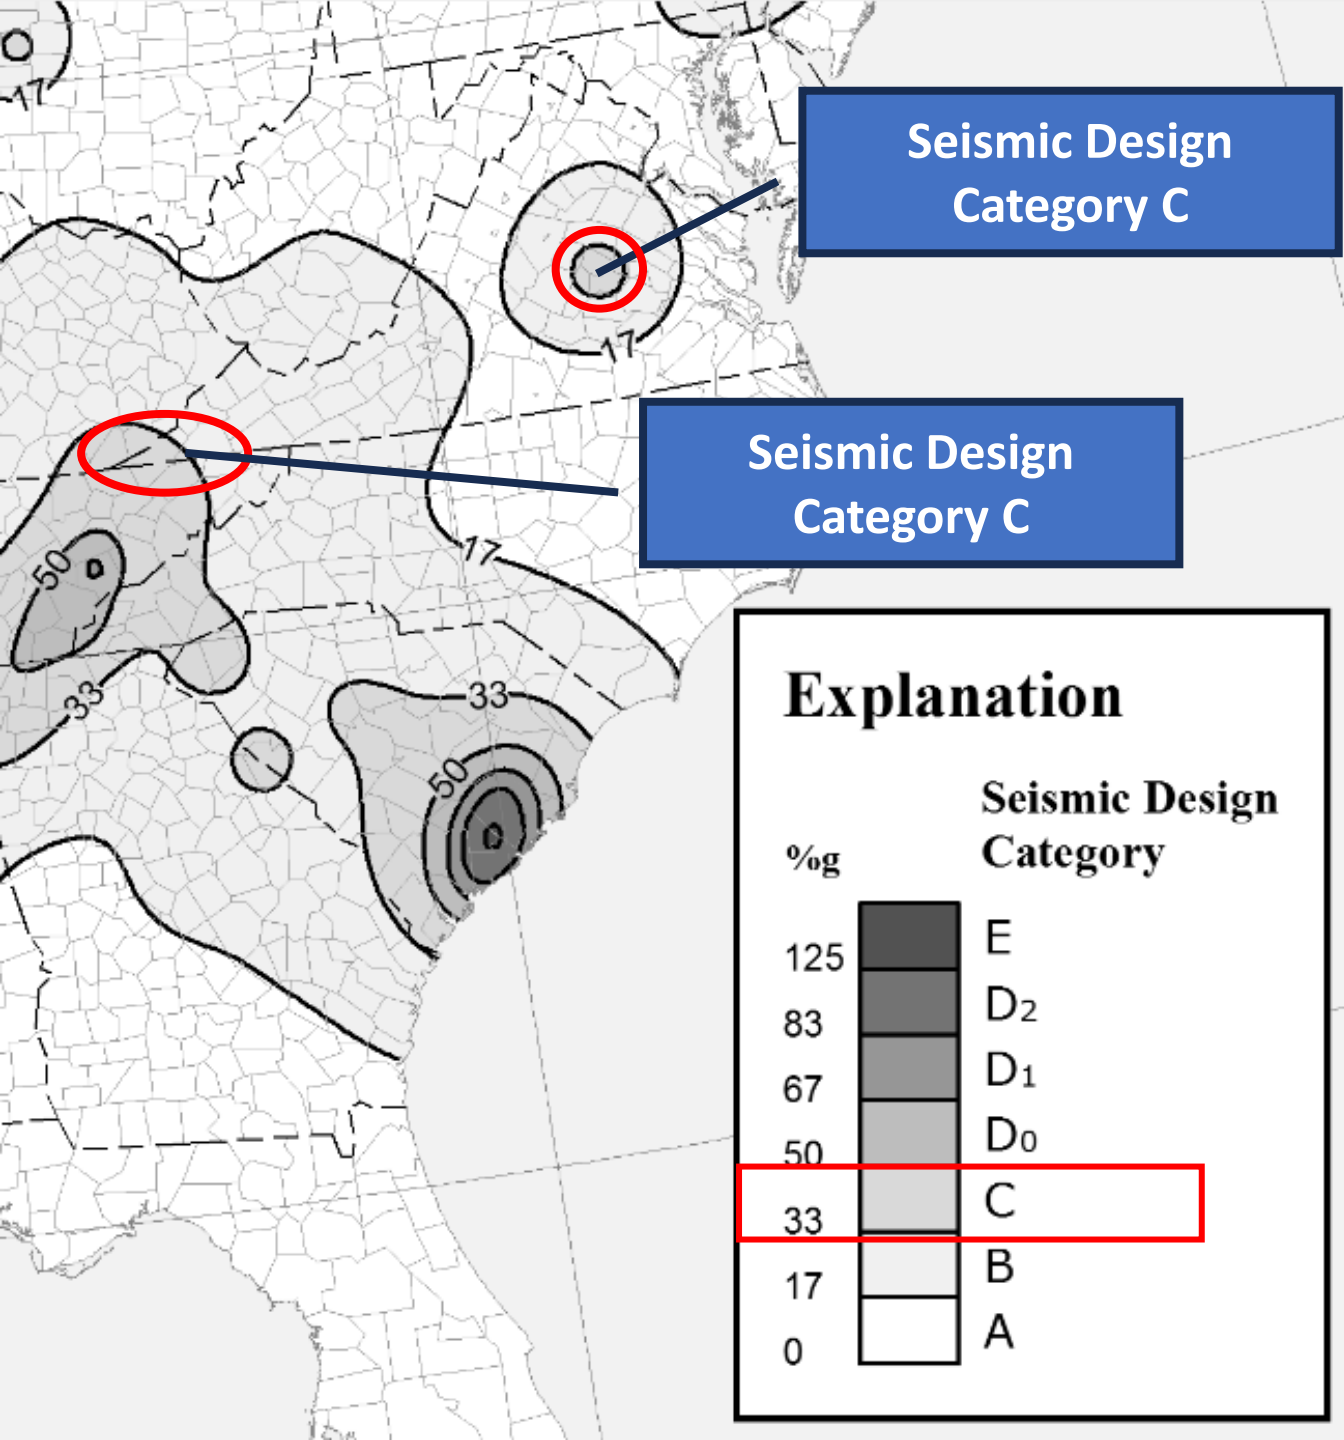 17
Seismic Design
Category C
17
Seismic Design
Category C
17
50
33
33
50
Explanation
Seismic Design
Category
%g
E
125
D2
83
D1
67
D0
50
C
33
B
17
A
0